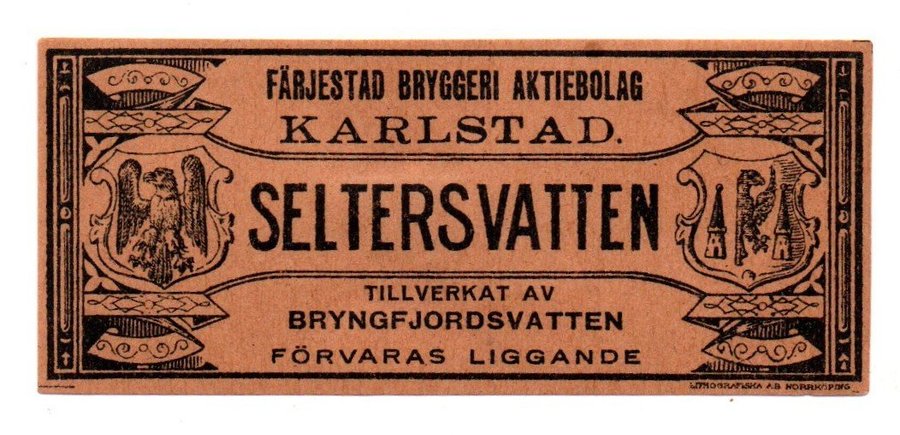 FÄRJESTAD BRYGGERI AKTIEBOLAG
KARLSTAD.
SELTERSVATTEN
TILLVERKAT AV
BRYNGFJORDSVATTEN
FÖRVARAS LIGGANDE
LITHOGRAFISKA A.B. NORRKÖPING